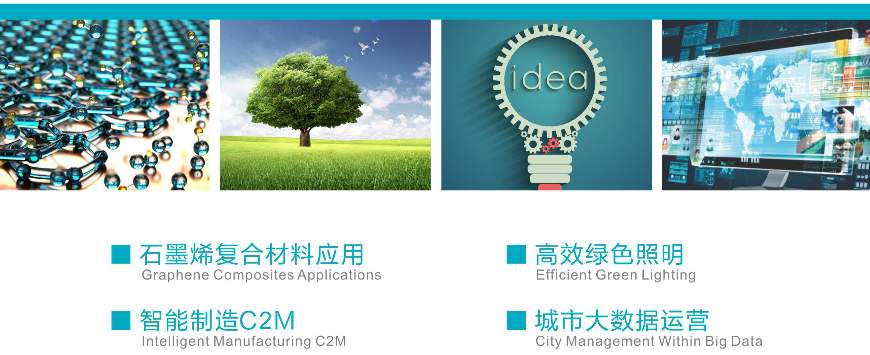 idea
石墨烯复合材料应用
Graphene Composites Applications
高效绿色照明
Efficient Green Lighting
智能制造C2M
Intelligent Manufacturing C2M
城市大数据运营
City Management Within Big Data